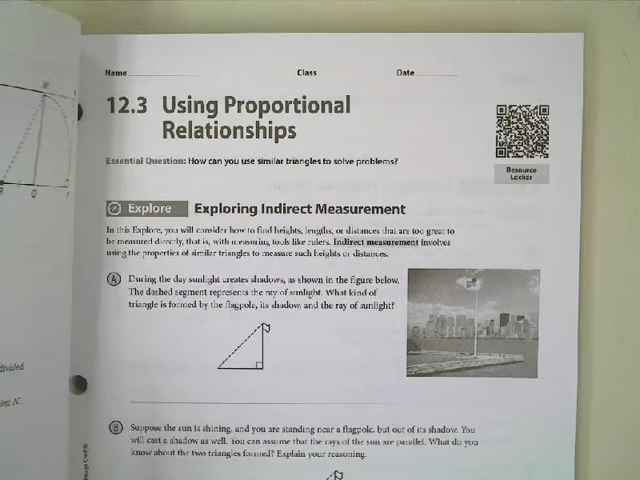 Name
Class
Date
12.3 Using Proportional
Relationships
Resource
Locker
Essential Question: How can you use similar triangles to solve problems?
Explore Exploring Indirect Measurement
In this Explore, you will consider how to find heights, lengths, or distances that are too great to
be measured directly, that is, with measuring tools like rulers. Indirect measurement involves
using the properties of similar triangles to measure such heights or distances.
A During the day sunlight creates shadows, as shown in the figure below.
The dashed segment represents the ray of sunlight. What kind of
triangle is formed by the flagpole, its shadow, and the ray of sunlight?
B Suppose the sun is shining, and you are standing near a flagpole, but out of its shadow. You
will cast a shadow as well. You can assume that the rays of the sun are parallel. What do you
know about the two triangles formed? Explain your reasoning.
divided